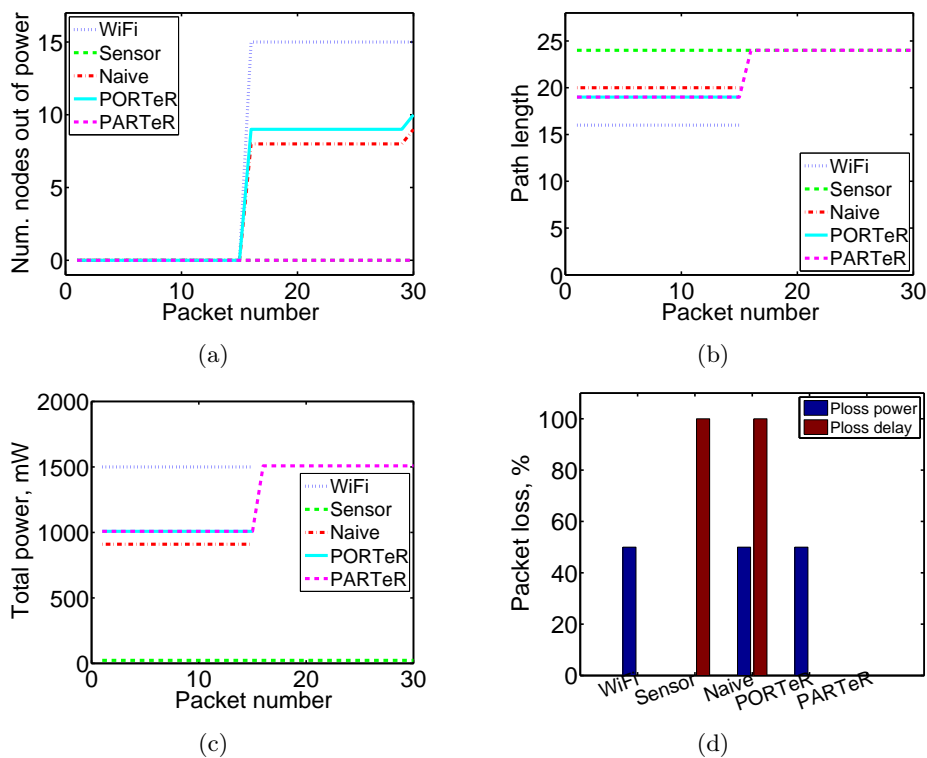 Num. nodes out of power
15
10
5
0
WiFi
Sensor
Naive
PORTeR
PARTeR
0
10
20
30
Packet number
(a)
Path length
25
20
15
10
5
0
WiFi
Sensor
Naive
PORTeR
PARTeR
0
10
20
30
Packet number
(b)
Total power, mW
2000
1500
1000
500
0
WiFi
Sensor
Naive
PORTeR
PARTeR
0
10
20
30
Packet number
(c)
Packet loss, %
100
80
60
40
20
0
Ploss power
Ploss delay
WiFi
Sensor
Naive
PORTeR
PARTeR
(d)